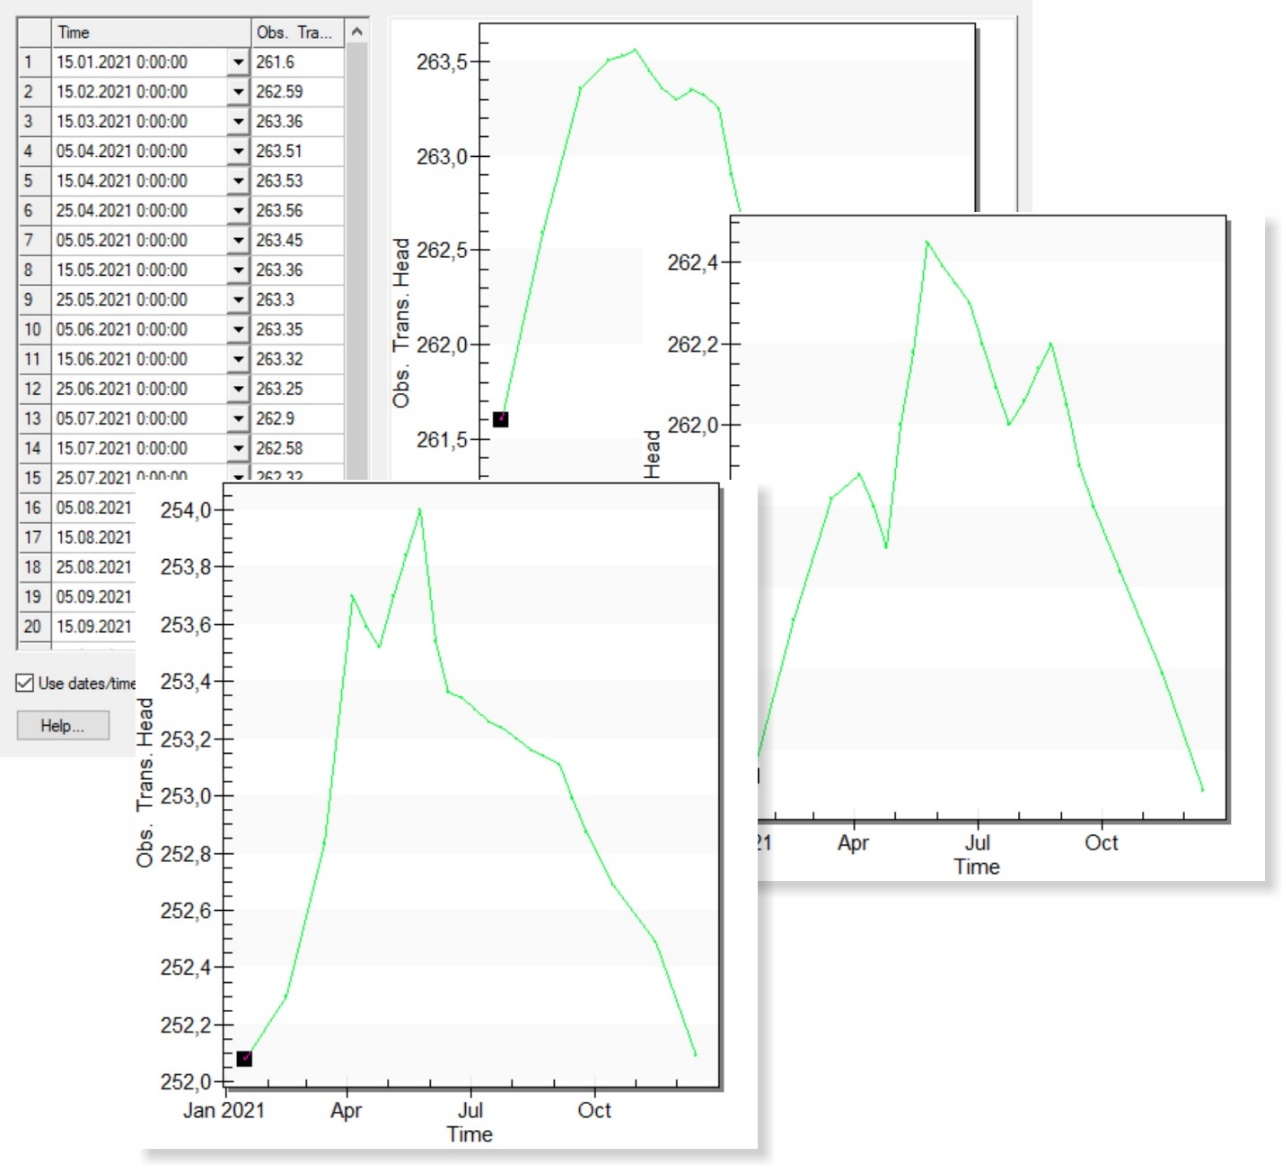 Time Obs. Tra...
1 15.01.2021 0:00:00 261.6
2 15.02.2021 0:00:00 262.59
3 15.03.2021 0:00:00 263.36
4 05.04.2021 0:00:00 263.51
5 15.04.2021 0:00:00 263.53
6 25.04.2021 0:00:00 263.56
7 05.05.2021 0:00:00 263.45
8 15.05.2021 0:00:00 263.36
9 25.05.2021 0:00:00 263.3
10 05.06.2021 0:00:00 263.35
11 15.06.2021 0:00:00 263.32
12 25.06.2021 0:00:00 263.25
13 05.07.2021 0:00:00 262.9
14 15.07.2021 0:00:00 262.58
15 25.07.2021 0:00:00 262.32
16 05.08.2021
17 15.08.2021
18 25.08.2021
19 05.09.2021
20 15.09.2021
Use dates/time
Help...
263,5
263,0
262,5
262,0
261,5
Obs. Trans. Head
262,4
262,2
262,0
Head
21 Apr Jul Oct
Time
254,0
253,8
253,6
253,4
253,2
253,0
252,8
252,6
252,4
252,2
252,0
Obs. Trans. Head
Jan 2021 Apr Jul Oct
Time